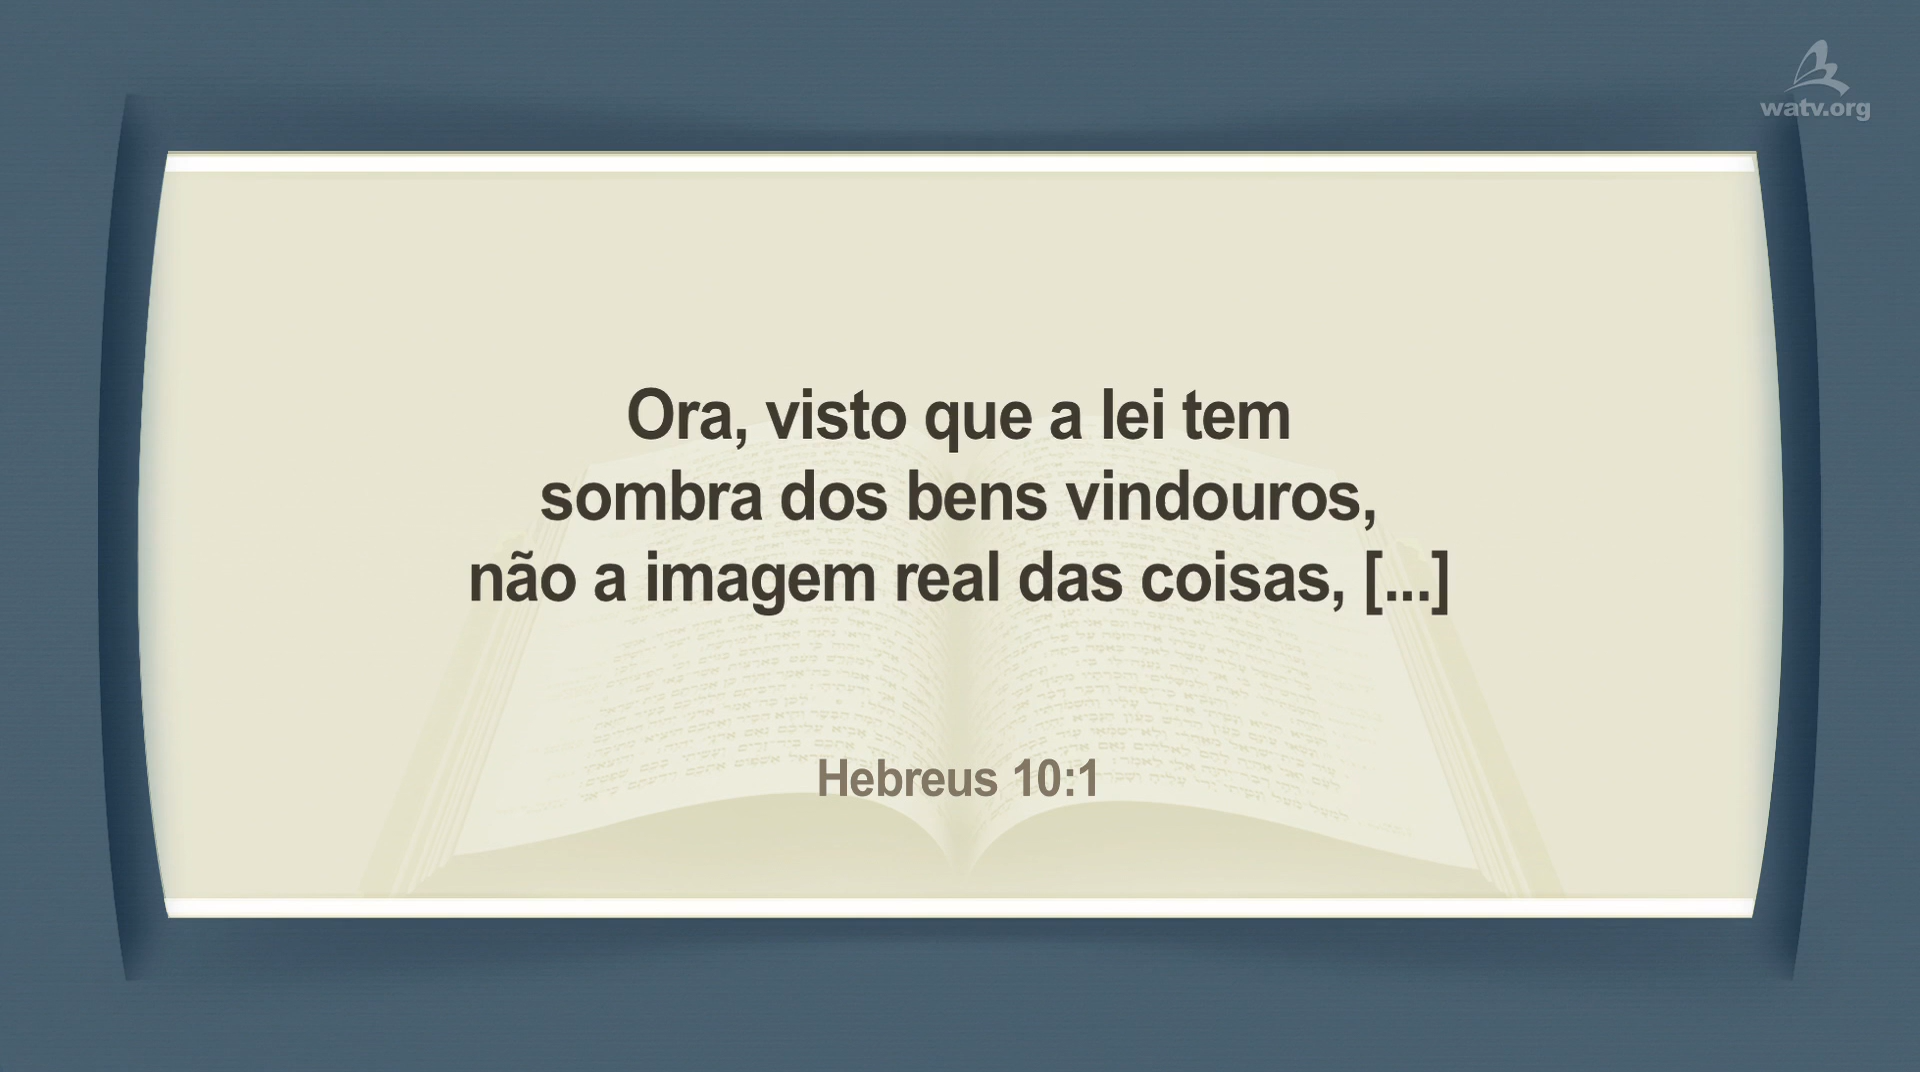 watv.org
Ora, visto que a lei tem
sombra dos bens vindouros,
não a imagem real das coisas, [...]
Hebreus 10:1